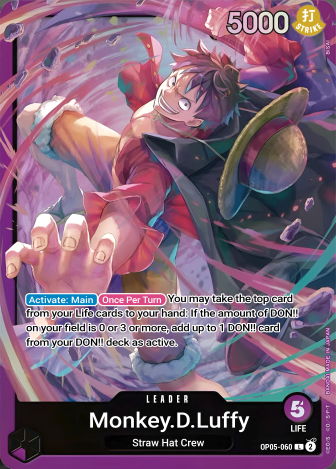 5000
打
STRIKE
Activate: Main Once Per Turn You may take the top card
from your Life cards to your hand: If the amount of DON!!
on your field is 0 or 3 or more, add up to 1 DON!! card
from your DON!! deck as active.
LEADER
Monkey.D.Luffy
Straw Hat Crew
5
LIFE
OP05-060 L 2